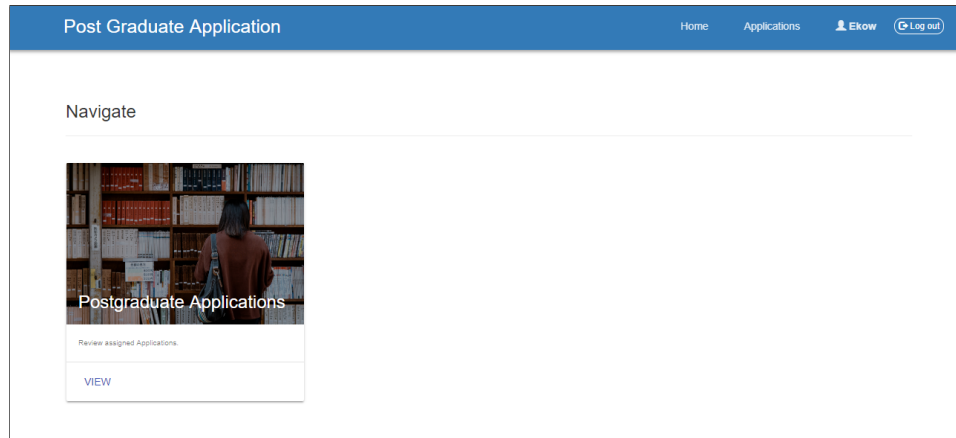 Post Graduate Application
Home
Applications
Ekow
Log out
Navigate
Postgraduate Applications
Review assigned Applications.
VIEW